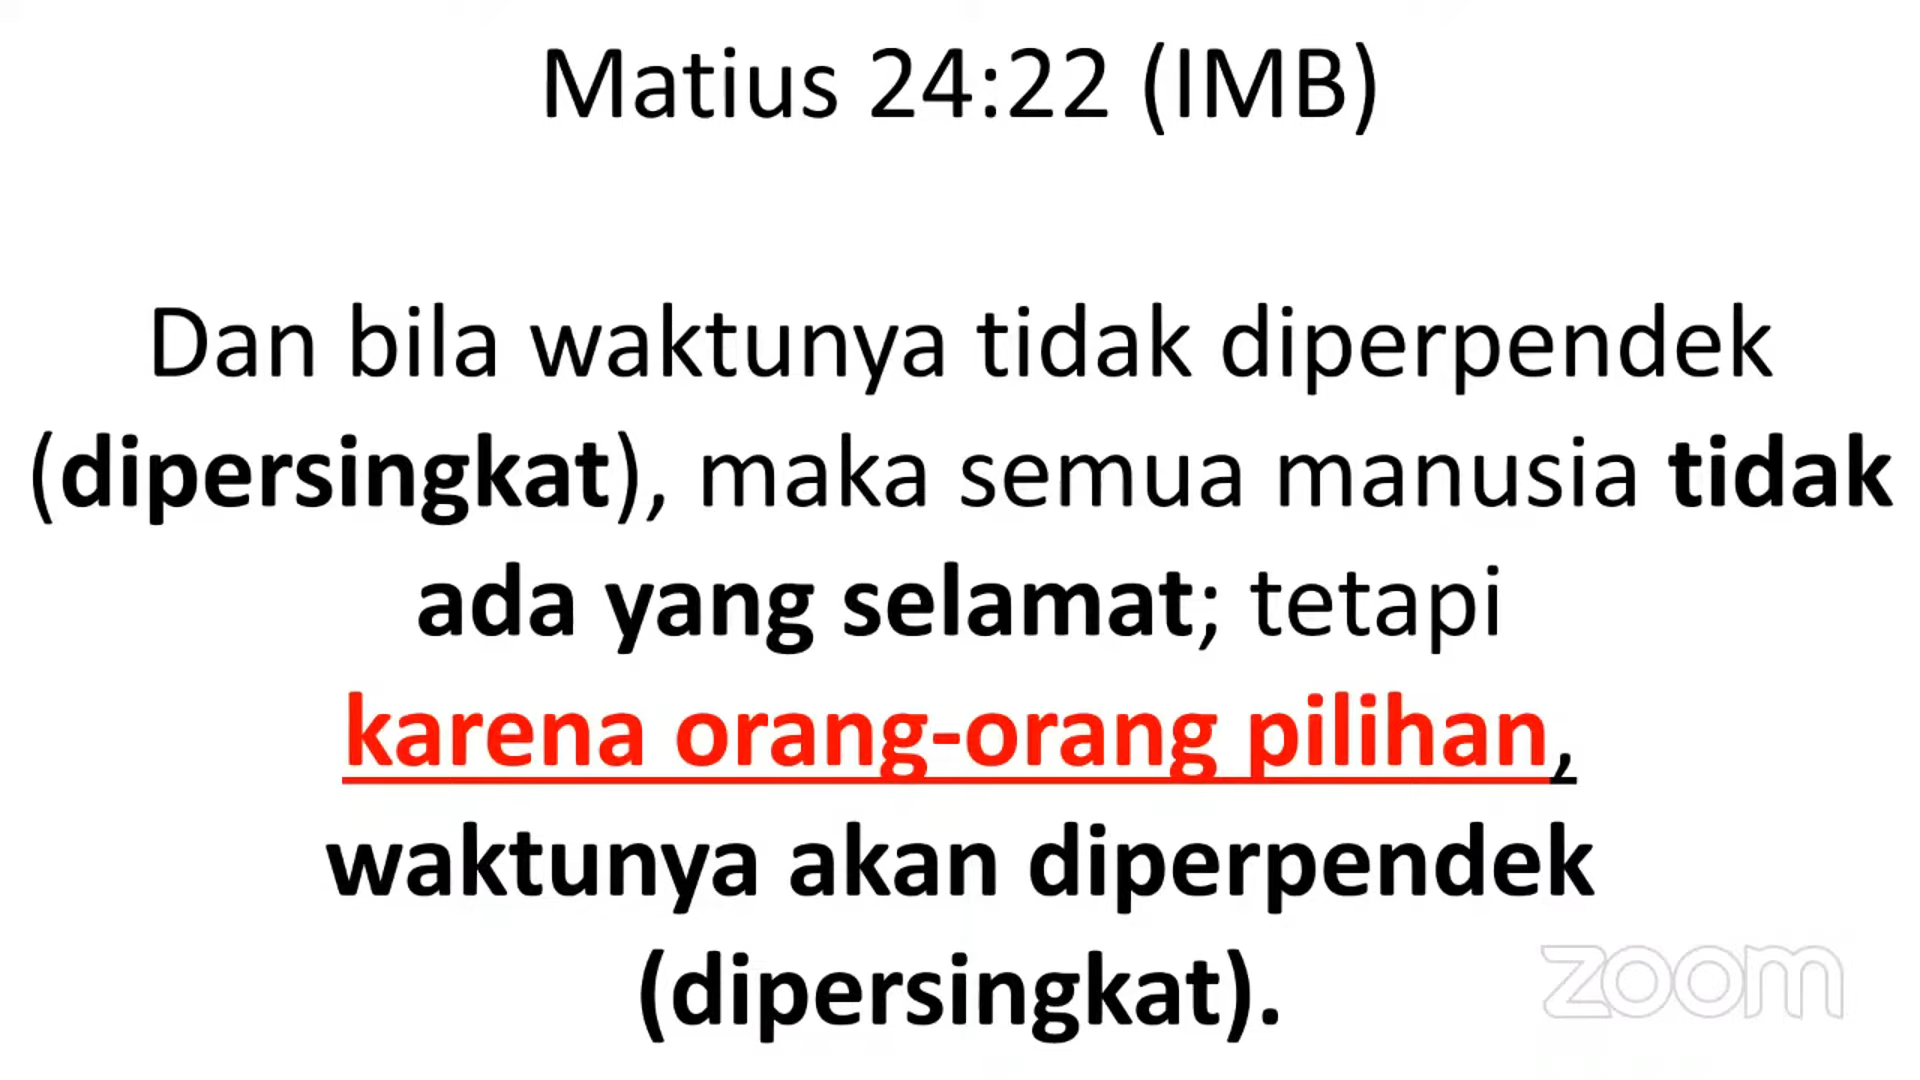 Matius 24:22 (IMB)
Dan bila waktunya tidak diperpendek
(dipersingkat), maka semua manusia tidak
ada yang selamat; tetapi
karena orang-orang pilihan,
waktunya akan diperpendek
(dipersingkat).
zoom